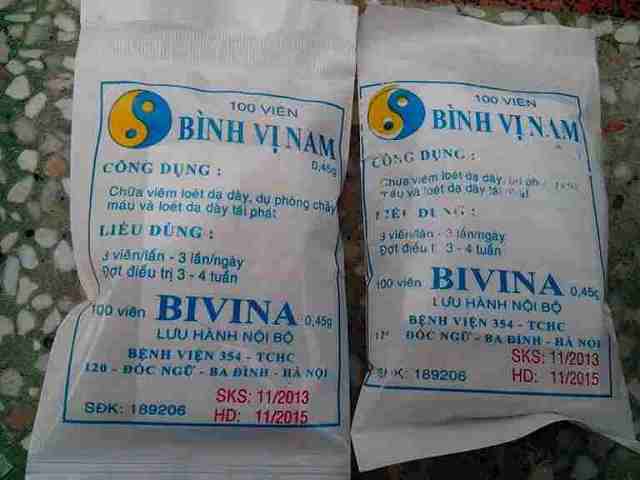 100 VIÊN
BÌNH VỊ NAM
0,45g
CÔNG DỤNG :
Chữa viêm loét dạ dày, dự phòng chảy
máu và loét dạ dày tái phát
LIỀU DÙNG :
3 viên/lần - 3 lần/ngày
Đợt điều trị 3 - 4 tuần
100 viên BIVINA 0,45g
LƯU HÀNH NỘI BỘ
BỆNH VIỆN 354 - TCHC
120 - ĐỐC NGỮ - BA ĐÌNH - HÀ NỘI
SKS: 11/2013
SĐK: 189206 HD: 11/2015
100 VIÊN
BÌNH VỊ NAM
CÔNG DỤNG :
Chữa viêm loét dạ dày,
máu và loét dạ dày tái
DÙNG :
3 viên/lần - 3 lần/ngày
Đợt điều 3 - 4 tuần
100 viên BIVINA 0,45g
LƯU HÀNH NỘI BỘ
BỆNH VIỆN 354 - TCHC
ĐỐC NGỮ - BA ĐÌNH - HÀ NỘI
SKS: 11/2013
SĐK: 189206 HD: 11/2015